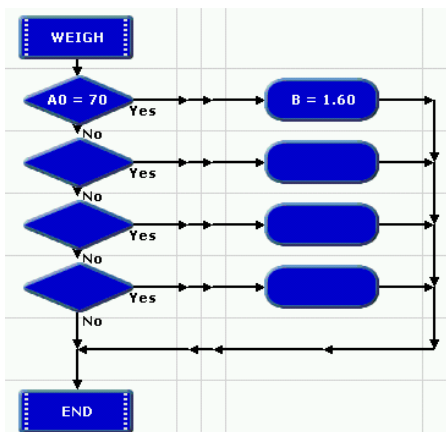 WEIGH
A0 = 70
Yes
B = 1.60
No
Yes
No
Yes
No
Yes
No
END